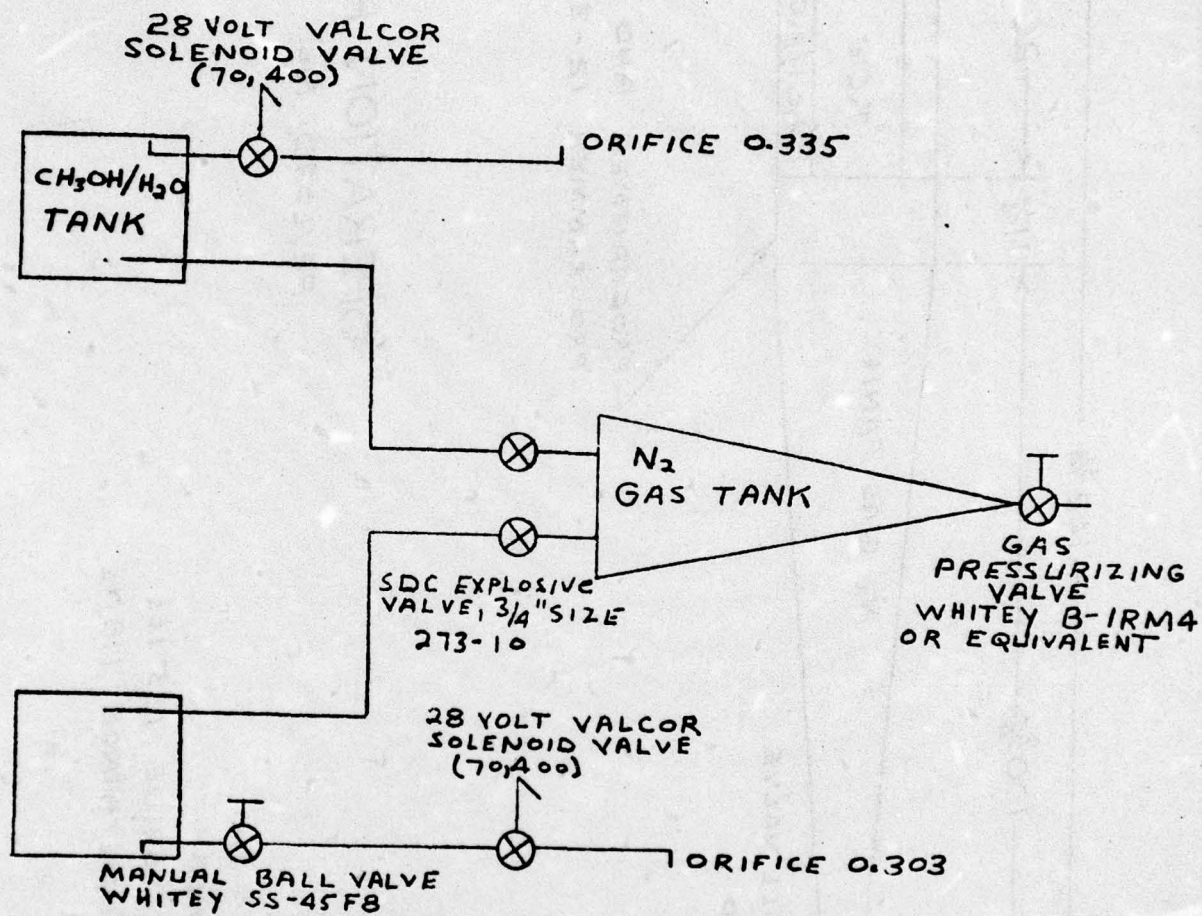 28 VOLT VALCOR
SOLENOID VALVE
(70,400)
ORIFICE 0.335
CH₃OH/H₂O
TANK
N₂
GAS TANK
GAS
PRESSURIZING
VALVE
WHITEY B-1RM4
OR EQUIVALENT
SDC EXPLOSIVE
VALVE, 3/4" SIZE
273-10
28 VOLT VALCOR
SOLENOID VALVE
(70,400)
ORIFICE 0.303
MANUAL BALL VALVE
WHITEY SS-45F8